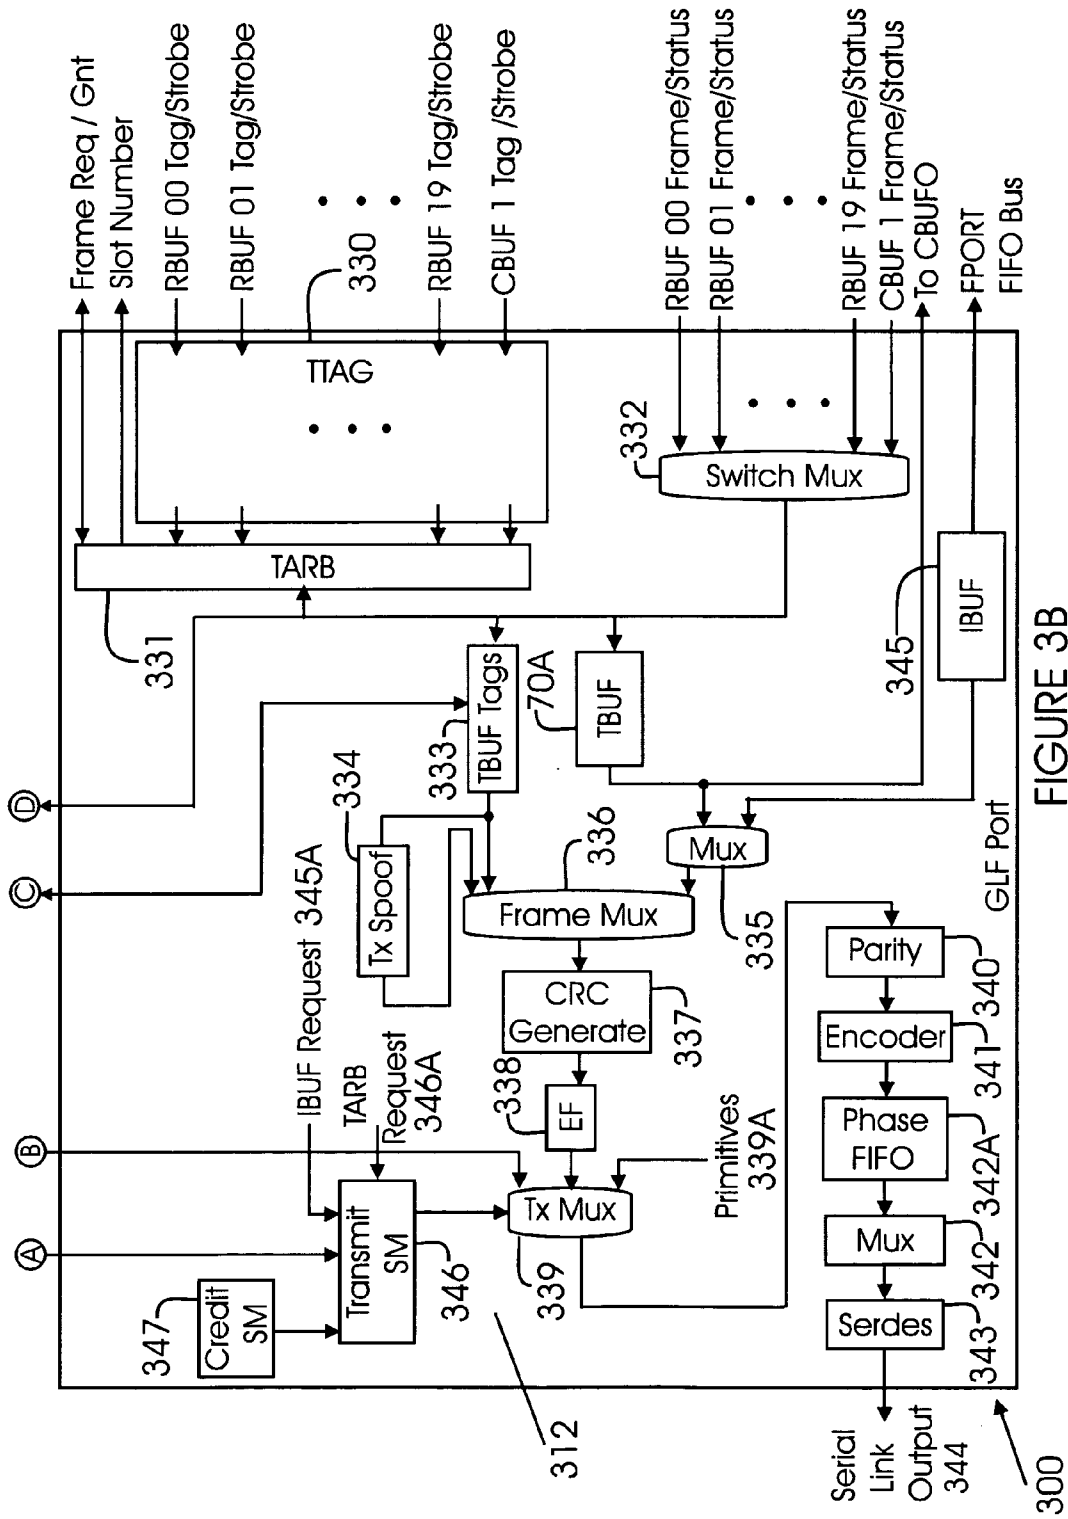 Frame Req / Gnt
Slot Number
RBUF 00 Tag/Strobe
RBUF 01 Tag/Strobe
330
RBUF 19 Tag/Strobe
CBUF 1 Tag /Strobe
RBUF 00 Frame/Status
RBUF 01 Frame/Status
RBUF 19 Frame/Status
CBUF 1 Frame/Status
To CBUFO
FPORT
FIFO Bus
TTAG
332
Switch Mux
TARB
331
345
IBUF
D
C
B
A
TBUF Tags
333
70A
TBUF
334
Tx Spoof
336
Frame Mux
Mux
335
GLF Port
IBUF Request 345A
TARB
Request
346A
CRC
Generate
337
338
EF
Primitives
339A
Tx Mux
339
Transmit
SM
346
347
Credit
SM
312
Parity
340
Encoder
341
Phase
FIFO
342A
Mux
342
Serdes
343
Serial
Link
Output
344
300
FIGURE 3B